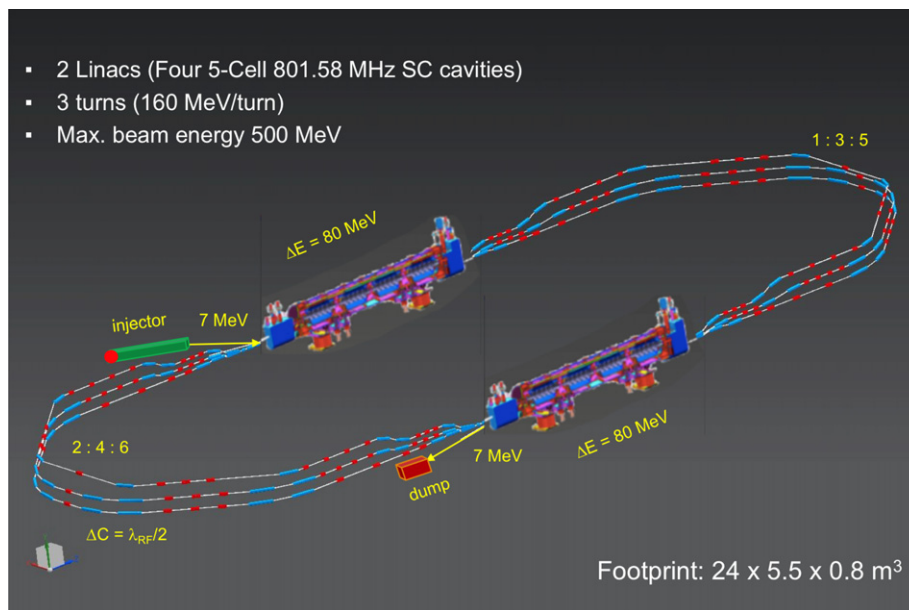 ▪ 2 Linacs (Four 5-Cell 801.58 MHz SC cavities)
▪ 3 turns (160 MeV/turn)
▪ Max. beam energy 500 MeV
1 : 3 : 5
ΔE = 80 MeV
injector
7 MeV
2 : 4 : 6
7 MeV
ΔE = 80 MeV
dump
ΔC = λRF/2
Footprint: 24 x 5.5 x 0.8 m³